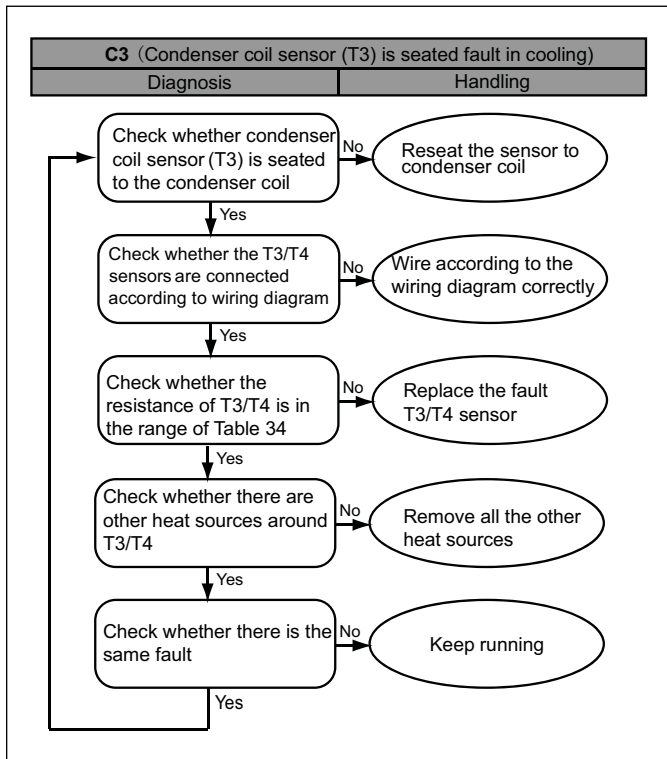 C3 (Condenser coil sensor (T3) is seated fault in cooling)
Diagnosis
Handling
Check whether condenser
coil sensor (T3) is seated
to the condenser coil
No
Reseat the sensor to
condenser coil
Yes
Check whether the T3/T4
sensors are connected
according to wiring diagram
No
Wire according to the
wiring diagram correctly
Yes
Check whether the
resistance of T3/T4 is in
the range of Table 34
No
Replace the fault
T3/T4 sensor
Yes
Check whether there are
other heat sources around
T3/T4
No
Remove all the other
heat sources
Yes
Check whether there is the
same fault
No
Keep running
Yes